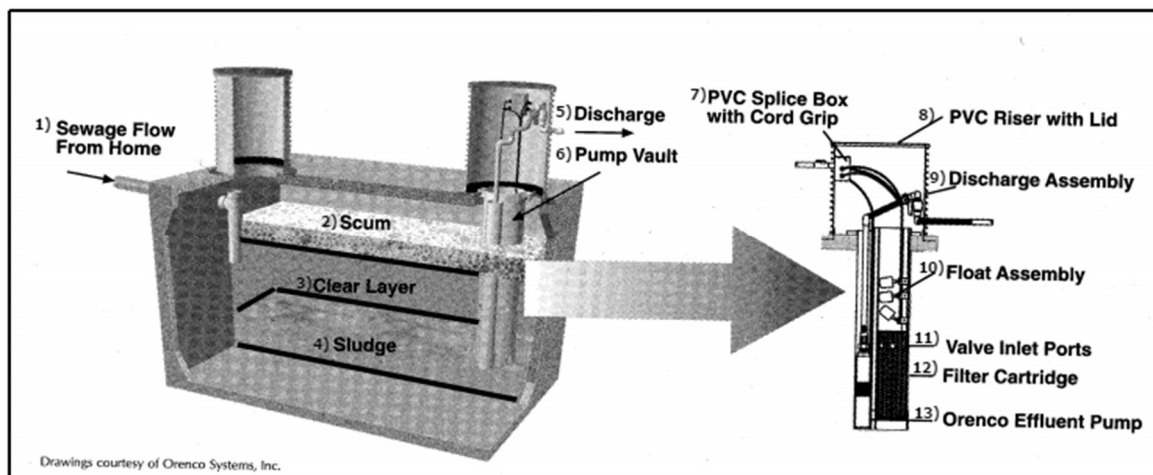 1) Sewage Flow
From Home
2) Scum
3) Clear Layer
4) Sludge
5) Discharge
6) Pump Vault
7) PVC Splice Box
with Cord Grip
8) PVC Riser with Lid
9) Discharge Assembly
10) Float Assembly
11) Valve Inlet Ports
12) Filter Cartridge
13) Orenco Effluent Pump
Drawings courtesy of Orenco Systems, Inc.